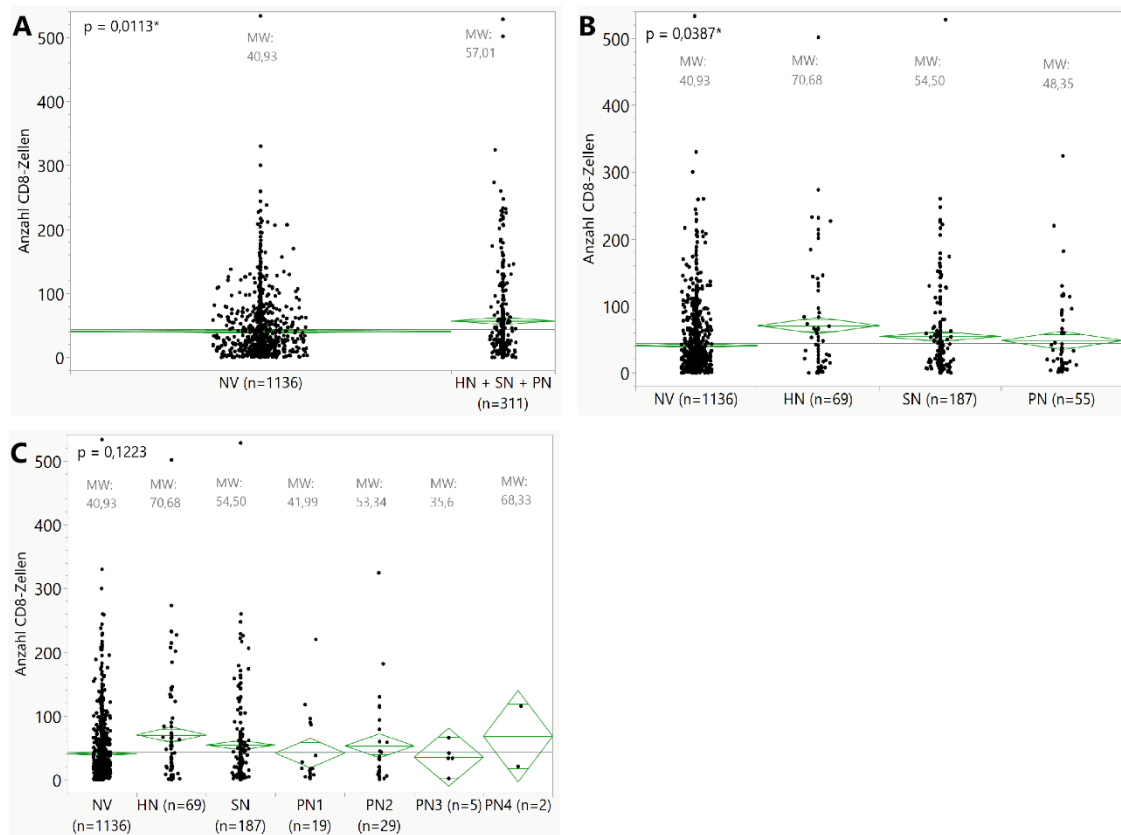 A
p = 0,0113*
MW:
40,93
MW:
57,01
500
400
300
200
100
0
Anzahl CD8-Zellen
NV (n=1136)
HN + SN + PN
(n=311)
B
p = 0,0387*
MW:
40,93
MW:
70,68
MW:
54,50
MW:
48,35
500
400
300
200
100
0
Anzahl CD8-Zellen
NV (n=1136)
HN (n=69)
SN (n=187)
PN (n=55)
C
p = 0,1223
MW:
40,93
MW:
70,68
MW:
54,50
MW:
41,99
MW:
53,34
MW:
35,6
MW:
68,33
500
400
300
200
100
0
Anzahl CD8-Zellen
NV
(n=1136)
HN (n=69)
SN
(n=187)
PN1
(n=19)
PN2
(n=29)
PN3 (n=5)
PN4 (n=2)